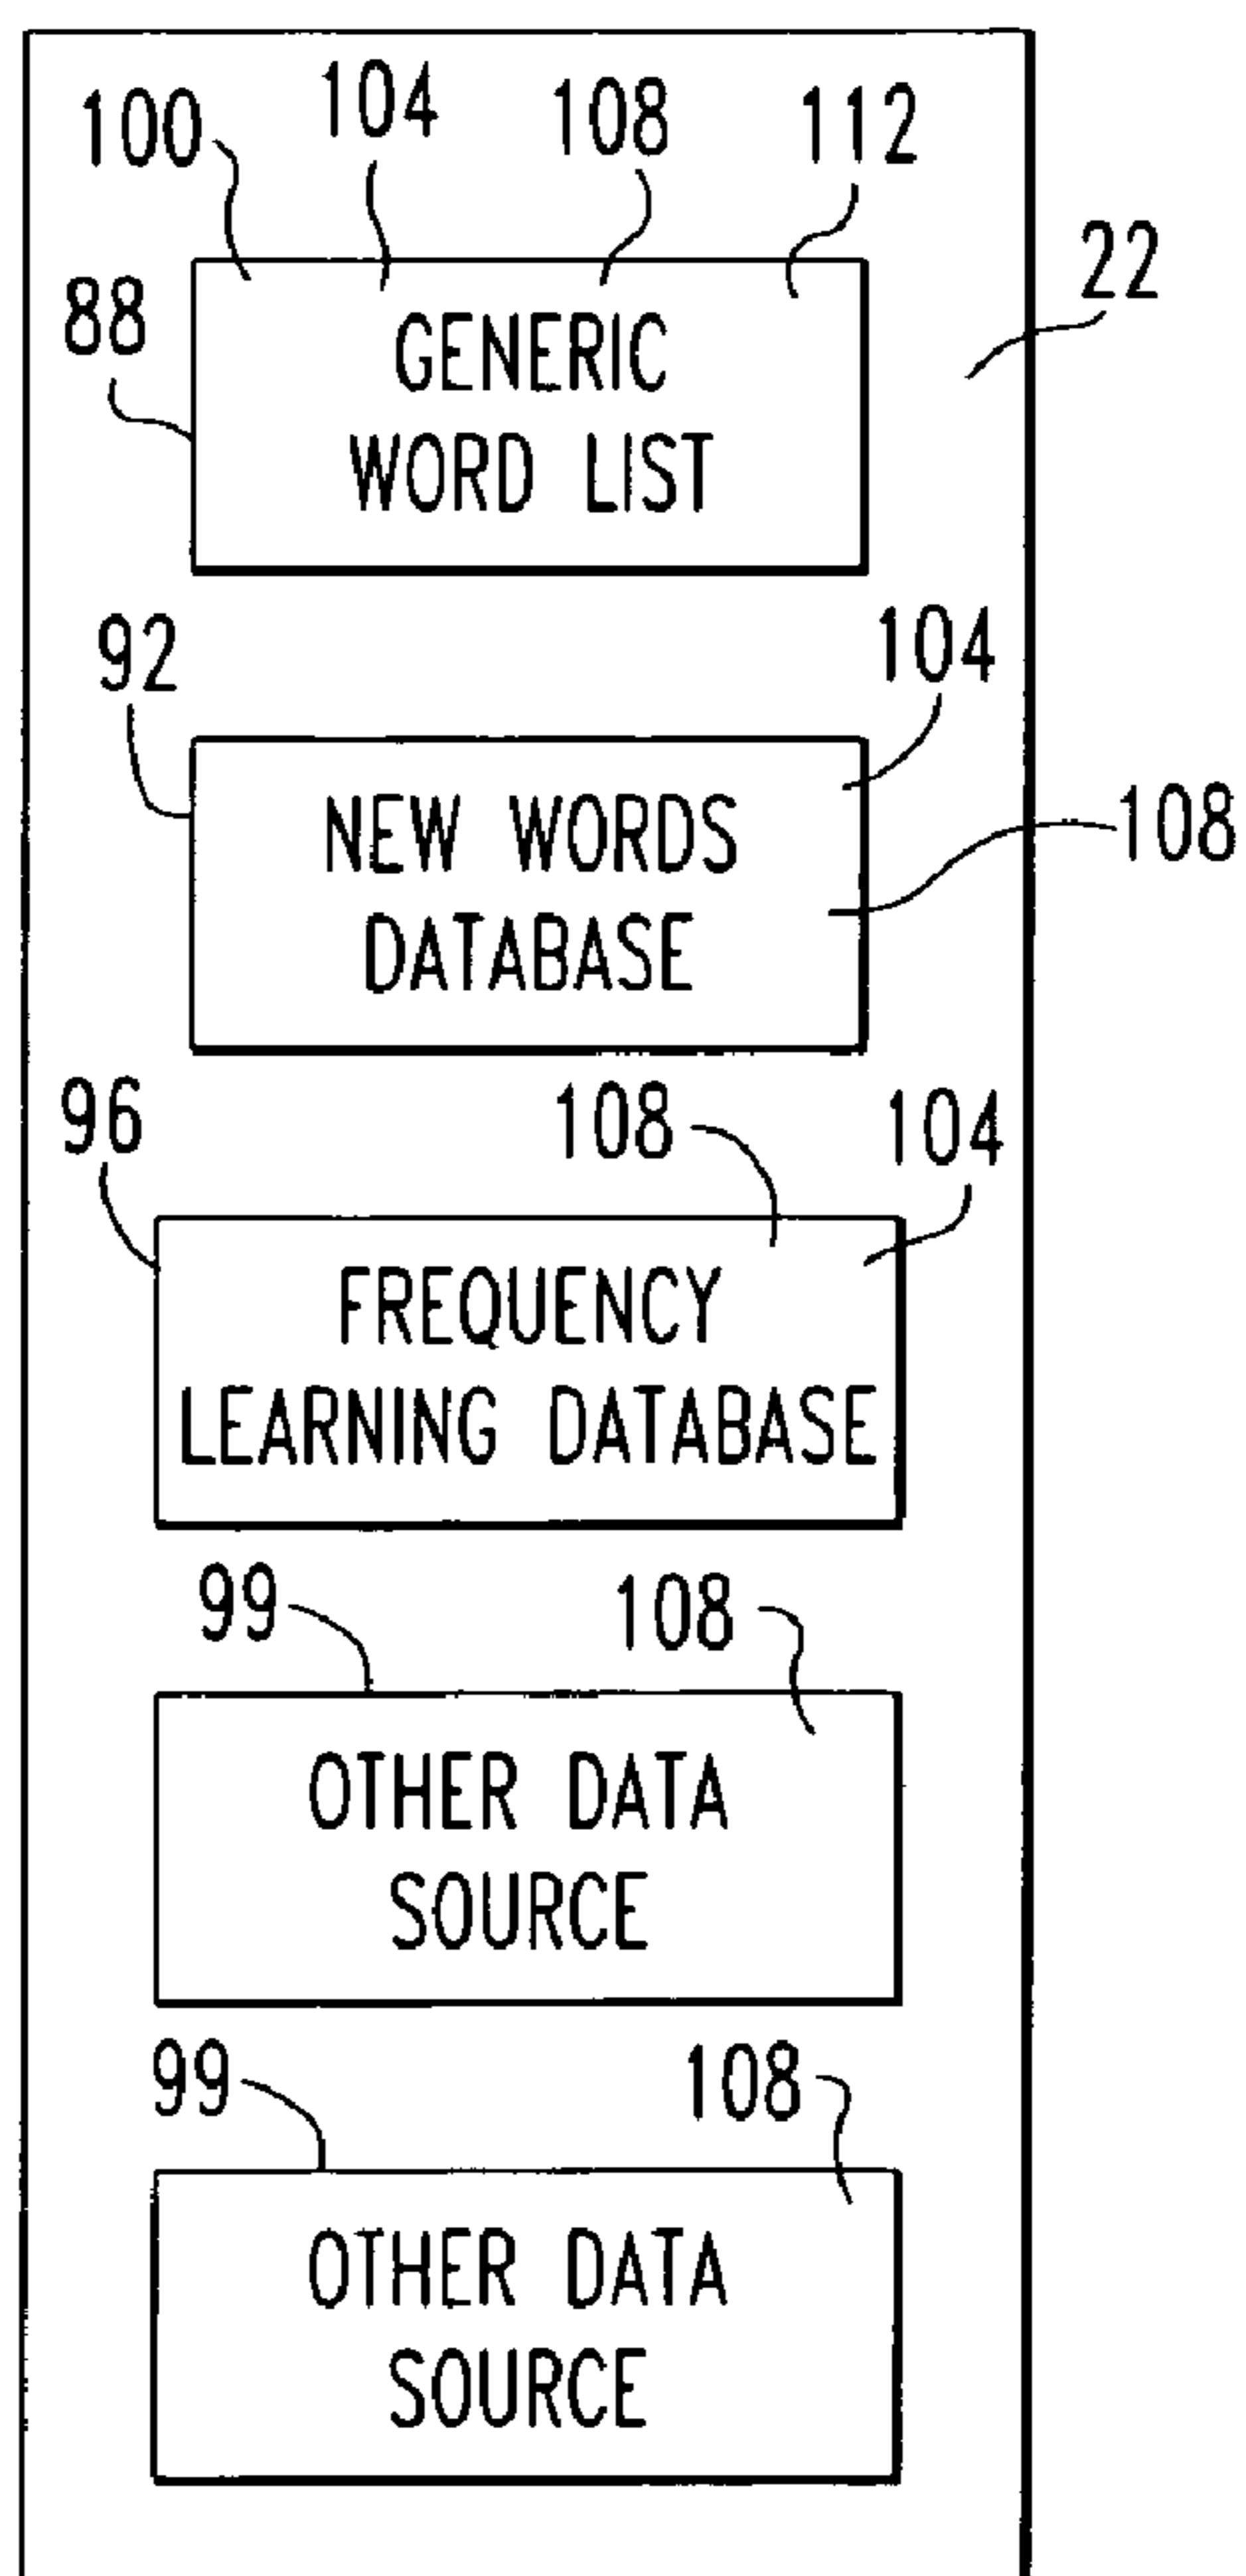 100 104 108 112
22
88
GENERIC
WORD LIST
92
104
NEW WORDS
108
DATABASE
96
108
104
FREQUENCY
LEARNING DATABASE
99
108
OTHER DATA
SOURCE
99
108
OTHER DATA
SOURCE